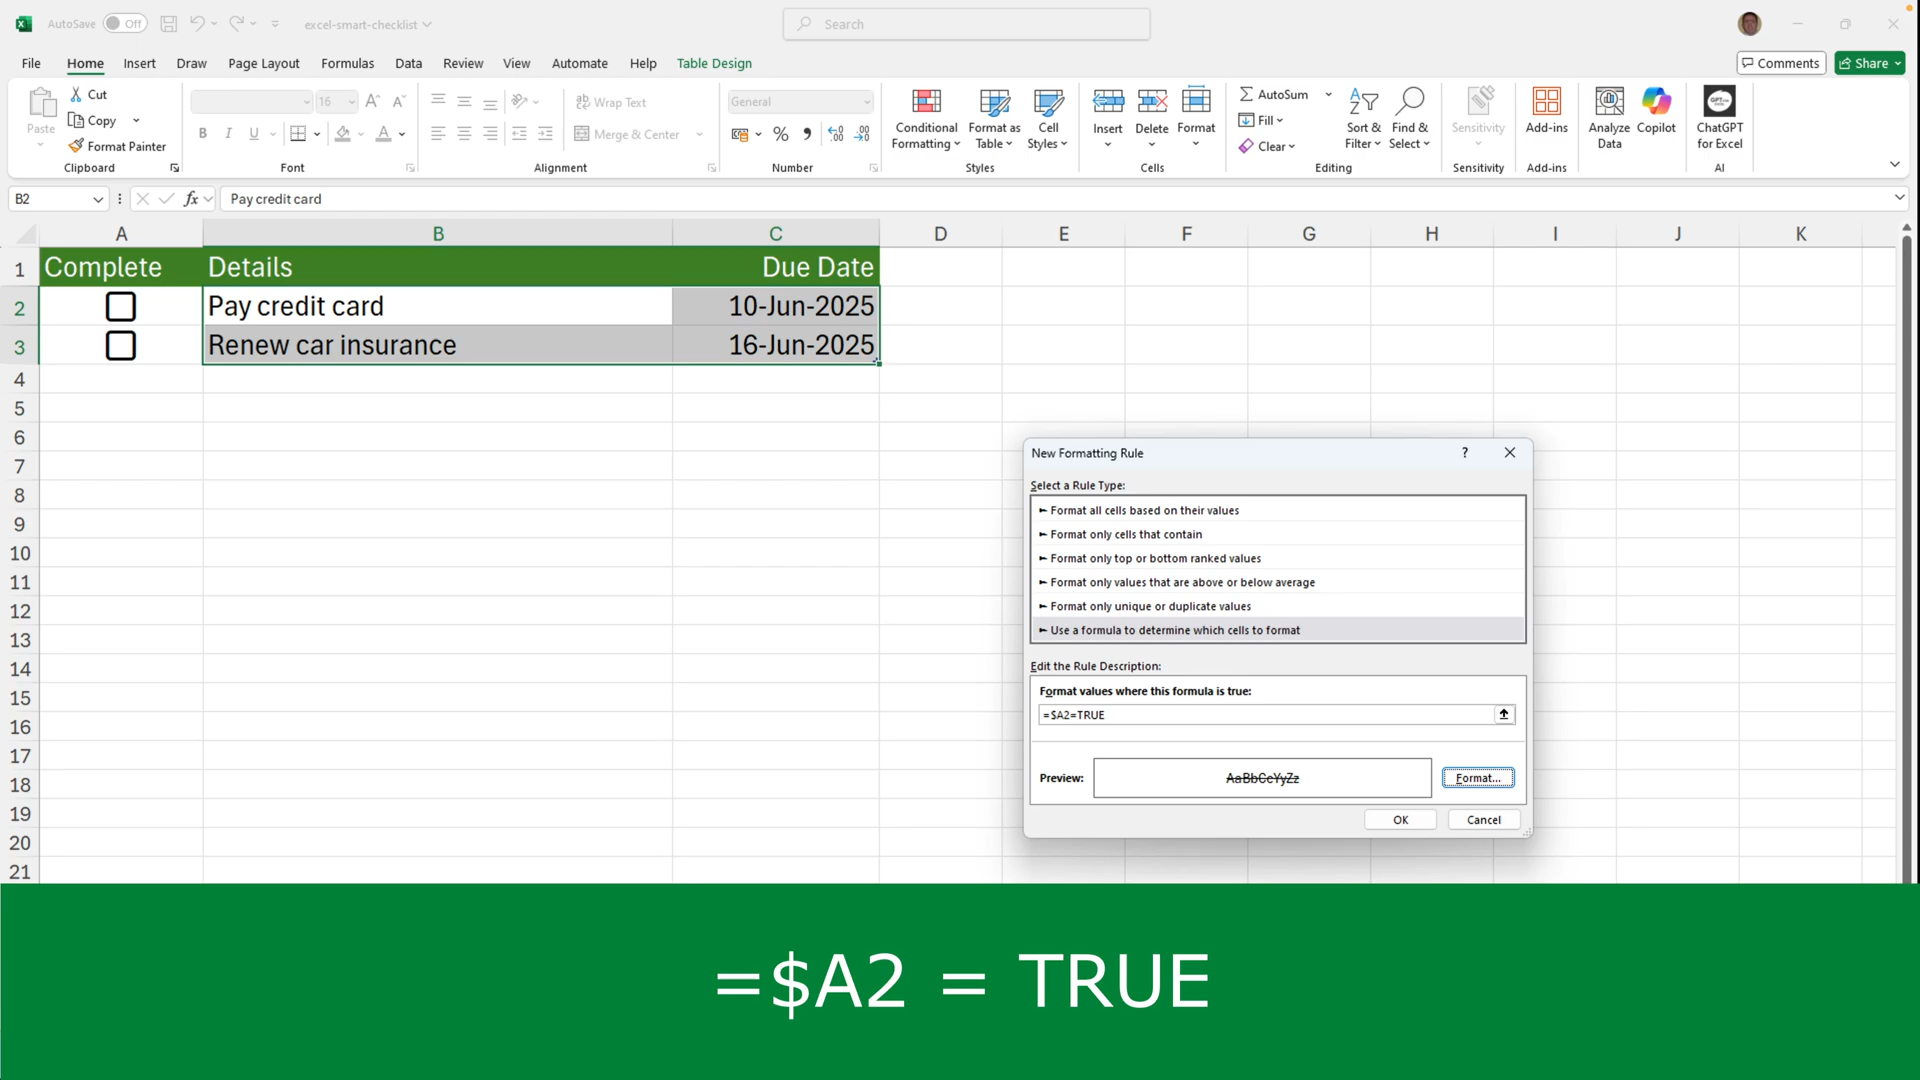 AutoSave Off excel-smart-checklist Search
File Home Insert Draw Page Layout Formulas Data Review View Automate Help Table Design Comments Share
Paste
Cut
Copy
Format Painter
Clipboard
16
B I U A
Font
Wrap Text
Merge & Center
Alignment
General
Number
Conditional Formatting
Format as Table
Cell Styles
Styles
Insert Delete Format
Cells
AutoSum
Fill
Clear
Sort & Filter
Find & Select
Editing
Sensitivity
Sensitivity
Add-ins
Add-ins
Analyze Data
Copilot
ChatGPT for Excel
AI
B2 fx Pay credit card
A B C D E F G H I J K
1 Complete Details Due Date
2 Pay credit card 10-Jun-2025
3 Renew car insurance 16-Jun-2025
4
5
6
7
8
9
10
11
12
13
14
15
16
17
18
19
20
21
New Formatting Rule ?
Select a Rule Type:
► Format all cells based on their values
► Format only cells that contain
► Format only top or bottom ranked values
► Format only values that are above or below average
► Format only unique or duplicate values
► Use a formula to determine which cells to format
Edit the Rule Description:
Format values where this formula is true:
=$A2=TRUE
Preview: AaBbCcYyZz Format...
OK Cancel
=$A2 = TRUE